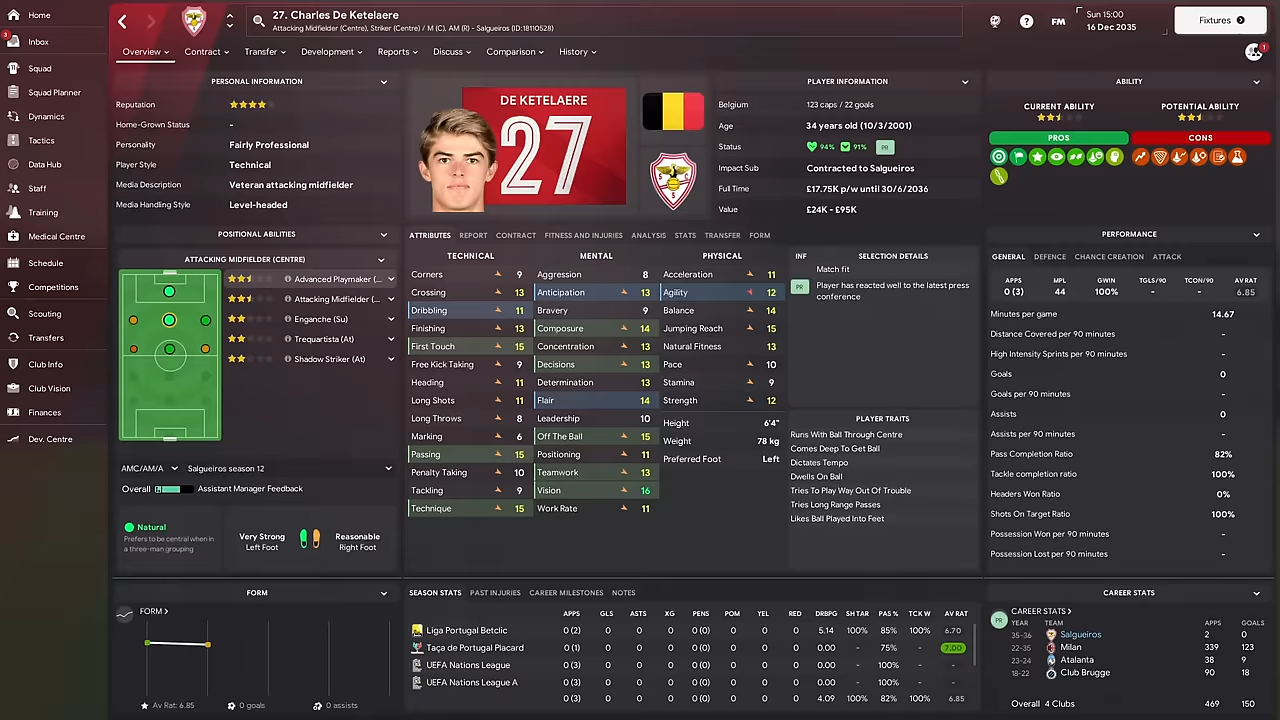 Home
3
Inbox
Squad
Squad Planner
Dynamics
Tactics
Data Hub
Staff
Training
Medical Centre
Schedule
Competitions
Scouting
Transfers
Club Info
Club Vision
Finances
Dev. Centre
27. Charles De Ketelaere
Attacking Midfielder (Centre), Striker (Centre) / M (C), AM (R) - Salgueiros (ID:18110528)
?
FM
Sun 15:00
16 Dec 2035
Fixtures
Overview Contract Transfer Development Reports Discuss Comparison History
1
PERSONAL INFORMATION
Reputation
Home-Grown Status -
Personality Fairly Professional
Player Style Technical
Media Description Veteran attacking midfielder
Media Handling Style Level-headed
DE KETELAERE
27
PLAYER INFORMATION
Belgium 123 caps / 22 goals
Age 34 years old (10/3/2001)
Status 94% 91% PR
Impact Sub Contracted to Salgueiros
Full Time £17.75K p/w until 30/6/2036
Value £24K - £95K
ABILITY
CURRENT ABILITY POTENTIAL ABILITY
PROS CONS
POSITIONAL ABILITIES
ATTACKING MIDFIELDER (CENTRE)
Advanced Playmaker (...
Attacking Midfielder (...
Enganche (Su)
Trequartista (At)
Shadow Striker (At)
AMC/AM/A Salgueiros season 12
Overall Assistant Manager Feedback
Natural
Prefers to be central when in
a three-man grouping
Very Strong
Left Foot
Reasonable
Right Foot
ATTRIBUTES REPORT CONTRACT FITNESS AND INJURIES ANALYSIS STATS TRANSFER FORM
TECHNICAL
Corners 9
Crossing 13
Dribbling 11
Finishing 13
First Touch 15
Free Kick Taking 9
Heading 11
Long Shots 11
Long Throws 8
Marking 6
Passing 15
Penalty Taking 10
Tackling 9
Technique 15
MENTAL
Aggression 8
Anticipation 13
Bravery 9
Composure 14
Concentration 13
Decisions 13
Determination 13
Flair 14
Leadership 10
Off The Ball 15
Positioning 11
Teamwork 13
Vision 16
Work Rate 11
PHYSICAL
Acceleration 11
Agility 12
Balance 14
Jumping Reach 15
Natural Fitness 13
Pace 10
Stamina 9
Strength 12
Height 6'4"
Weight 78 kg
Preferred Foot Left
INF SELECTION DETAILS
Match fit
PR Player has reacted well to the latest press
conference
PLAYER TRAITS
Runs With Ball Through Centre
Comes Deep To Get Ball
Dictates Tempo
Dwells On Ball
Tries To Play Way Out Of Trouble
Tries Long Range Passes
Likes Ball Played Into Feet
PERFORMANCE
GENERAL DEFENCE CHANCE CREATION ATTACK
APPS MPL GWIN TGLS/90 TCON/90 AV RAT
0 (3) 44 100% - - 6.85
Minutes per game 14.67
Distance Covered per 90 minutes -
High Intensity Sprints per 90 minutes -
Goals 0
Goals per 90 minutes -
Assists 0
Assists per 90 minutes -
Pass Completion Ratio 82%
Tackle completion ratio 100%
Headers Won Ratio 0%
Shots On Target Ratio 100%
Possession Won per 90 minutes -
Possession Lost per 90 minutes -
FORM
FORM >
Av Rat: 6.85 0 goals 0 assists
SEASON STATS PAST INJURIES CAREER MILESTONES NOTES
APPS GLS ASTS XG PENS POM YEL RED DRBPG SH TAR PAS % TCK W AV RAT
Liga Portugal Betclic 0 (2) 0 0 0 0 (0) 0 0 0 5.14 100% 85% 100% 6.70
Taça de Portugal Placard 0 (1) 0 0 0 0 (0) 0 0 0 0.00 - 75% - 7.00
UEFA Nations League 0 (3) 0 0 0 0 (0) 0 0 0 0.00 - 100% - -
UEFA Nations League A 0 (3) 0 0 0 0 (0) 0 0 0 0.00 - 100% - -
0 (3) 0 0 0 0 (0) 0 0 0 4.09 100% 82% 100% 6.85
CAREER STATS
PR
CAREER STATS >
YEAR TEAM APPS GOALS
35-36 Salgueiros 2 0
22-35 Milan 339 123
23-24 Atalanta 38 9
18-22 Club Brugge 90 18
Overall 4 Clubs 469 150